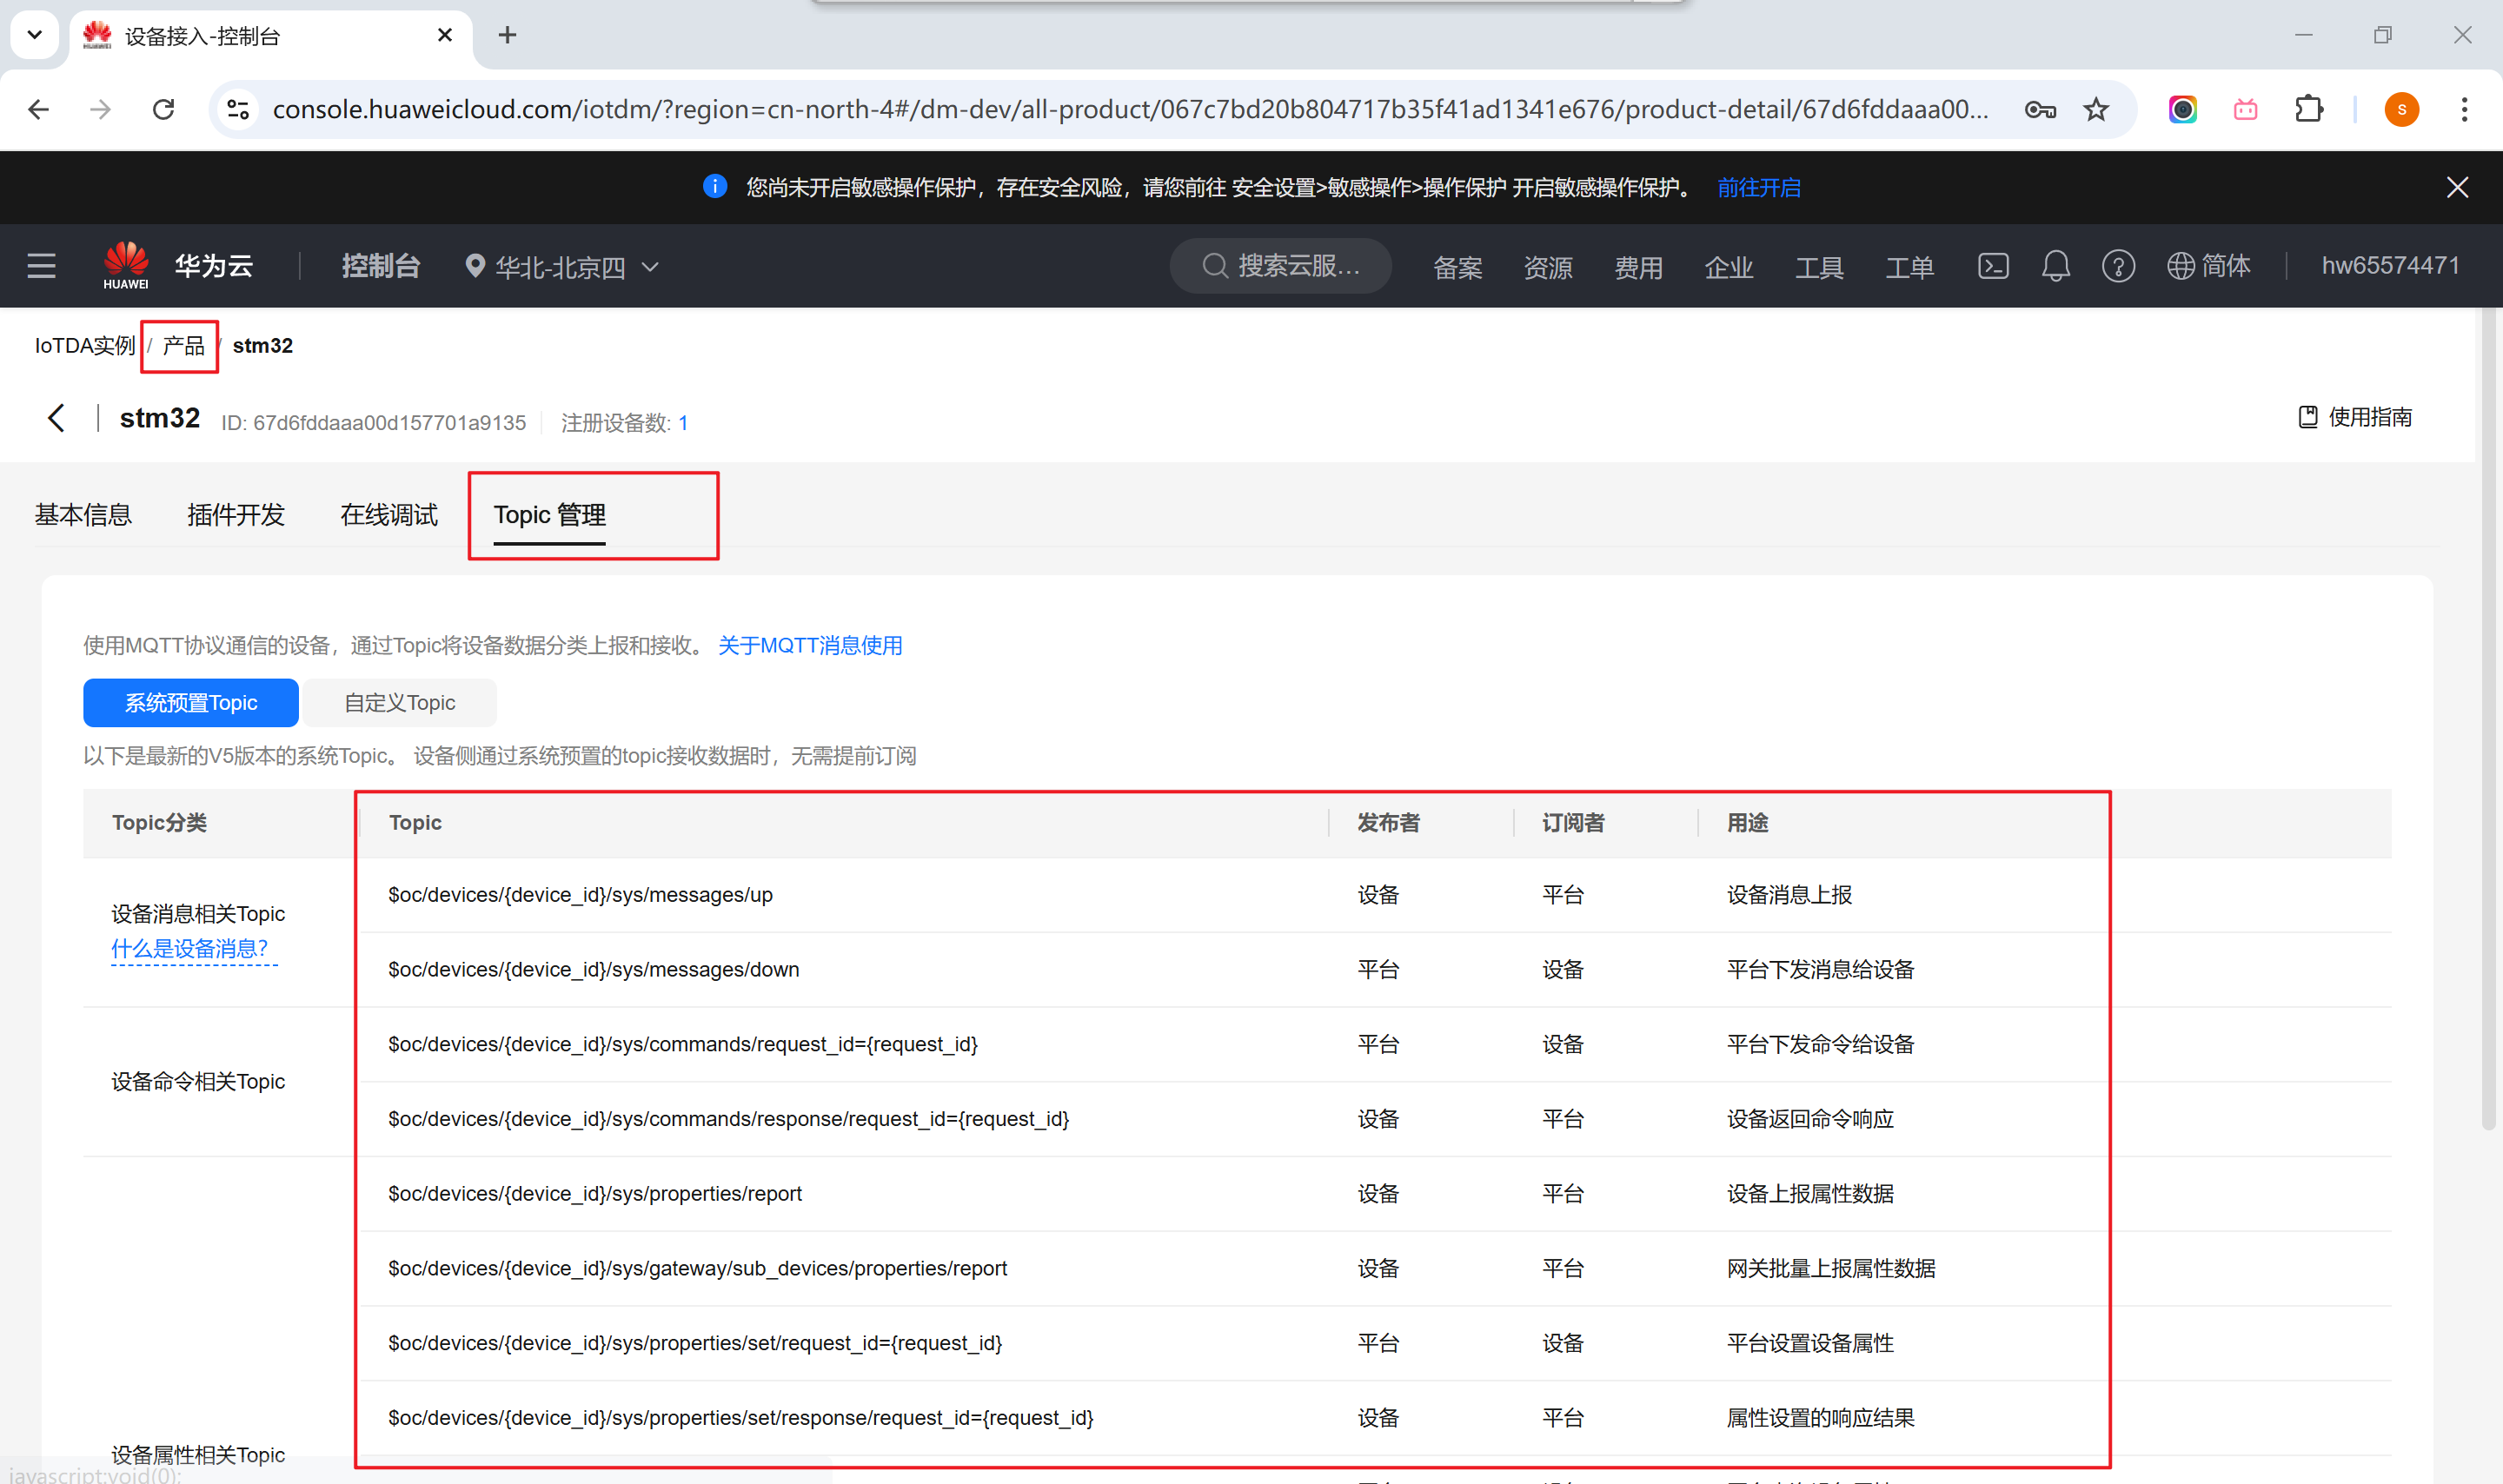 设备接入-控制台
console.huaweicloud.com/iotdm/?region=cn-north-4#/dm-dev/all-product/067c7bd20b804717b35f41ad1341e676/product-detail/67d6fddaaa00...
S
您尚未开启敏感操作保护，存在安全风险，请您前往 安全设置>敏感操作>操作保护 开启敏感操作保护。 前往开启
HUAWEI 华为云 控制台 华北-北京四 搜索云服... 备案 资源 费用 企业 工具 工单 简体 hw65574471
IoTDA实例 / 产品 / stm32
stm32 ID: 67d6fddaaa00d157701a9135 注册设备数: 1 使用指南
基本信息 插件开发 在线调试 Topic 管理
使用MQTT协议通信的设备，通过Topic将设备数据分类上报和接收。 关于MQTT消息使用
系统预置Topic 自定义Topic
以下是最新的V5版本的系统Topic。 设备侧通过系统预置的topic接收数据时，无需提前订阅
Topic分类 Topic 发布者 订阅者 用途
设备消息相关Topic
什么是设备消息?
$oc/devices/{device_id}/sys/messages/up 设备 平台 设备消息上报
$oc/devices/{device_id}/sys/messages/down 平台 设备 平台下发消息给设备
设备命令相关Topic
$oc/devices/{device_id}/sys/commands/request_id={request_id} 平台 设备 平台下发命令给设备
$oc/devices/{device_id}/sys/commands/response/request_id={request_id} 设备 平台 设备返回命令响应
$oc/devices/{device_id}/sys/properties/report 设备 平台 设备上报属性数据
$oc/devices/{device_id}/sys/gateway/sub_devices/properties/report 设备 平台 网关批量上报属性数据
$oc/devices/{device_id}/sys/properties/set/request_id={request_id} 平台 设备 平台设置设备属性
$oc/devices/{device_id}/sys/properties/set/response/request_id={request_id} 设备 平台 属性设置的响应结果
设备属性相关Topic
javascript:void(0);